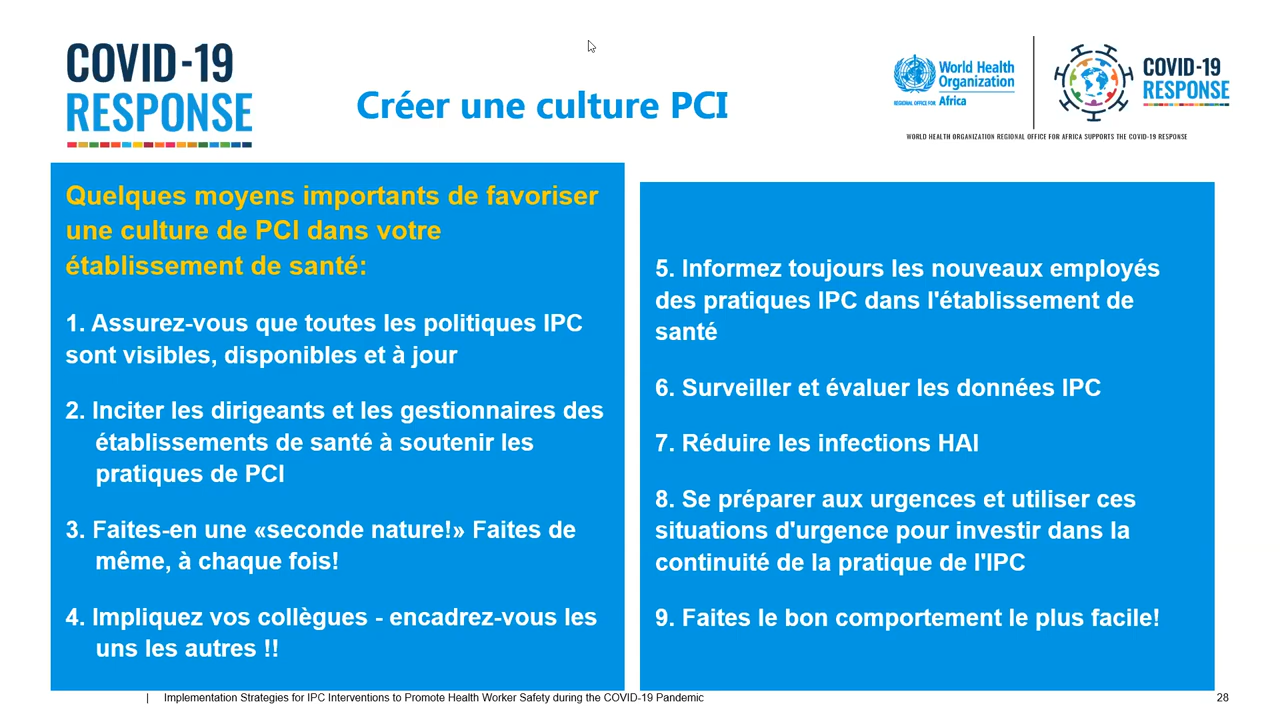 COVID-19
RESPONSE
Créer une culture PCI
World Health
Organization
REGIONAL OFFICE FOR Africa
COVID-19
RESPONSE
WORLD HEALTH ORGANIZATION REGIONAL OFFICE FOR AFRICA SUPPORTS THE COVID-19 RESPONSE
Quelques moyens importants de favoriser
une culture de PCI dans votre
établissement de santé:
1. Assurez-vous que toutes les politiques IPC
sont visibles, disponibles et à jour
2. Inciter les dirigeants et les gestionnaires des
établissements de santé à soutenir les
pratiques de PCI
3. Faites-en une «seconde nature!» Faites de
même, à chaque fois!
4. Impliquez vos collègues - encadrez-vous les
uns les autres !!
5. Informez toujours les nouveaux employés
des pratiques IPC dans l'établissement de
santé
6. Surveiller et évaluer les données IPC
7. Réduire les infections HAI
8. Se préparer aux urgences et utiliser ces
situations d'urgence pour investir dans la
continuité de la pratique de l'IPC
9. Faites le bon comportement le plus facile!
| Implementation Strategies for IPC Interventions to Promote Health Worker Safety during the COVID-19 Pandemic
28